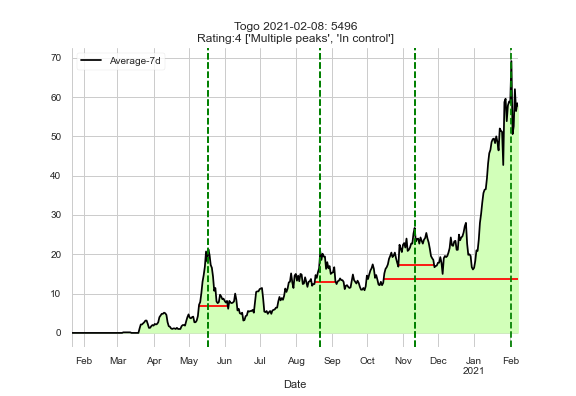 Togo 2021-02-08: 5496
Rating:4 ['Multiple peaks', 'In control']
70
Average-7d
60
50
40
30
20
10
0
Feb Mar Apr May Jun Jul Aug Sep Oct Nov Dec Jan Feb
2021
Date